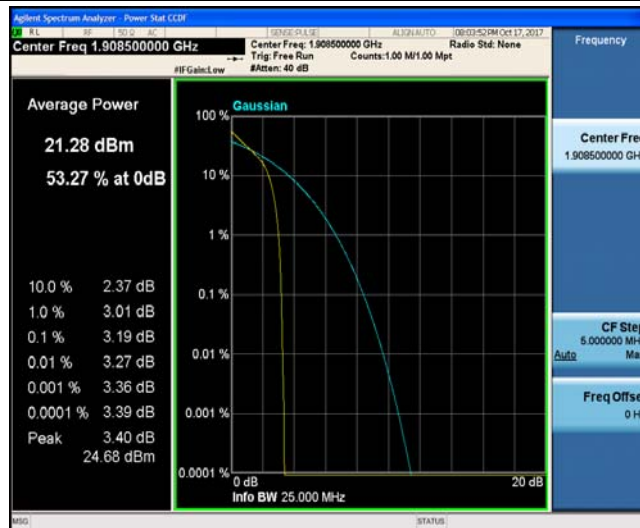 Agilent Spectrum Analyzer - Power Stat CCDF
RL RF 50 Ω AC SENSE:PULSE ALIGN AUTO 08:03:52 PM Oct 17, 2017
Center Freq 1.908500000 GHz
Center Freq: 1.908500000 GHz Radio Std: None
Trig: Free Run Counts:1.00 M/1.00 Mpt
#IFGain:Low #Atten: 40 dB
Frequency
Average Power
21.28 dBm
53.27 % at 0dB
10.0 % 2.37 dB
1.0 % 3.01 dB
0.1 % 3.19 dB
0.01 % 3.27 dB
0.001 % 3.36 dB
0.0001 % 3.39 dB
Peak 3.40 dB
24.68 dBm
Gaussian
100 %
10 %
1 %
0.1 %
0.01 %
0.001 %
0.0001 %
0 dB 20 dB
Info BW 25.000 MHz
Center Fre
1.908500000 GH
CF Step
5.000000 MH
Auto Ma
Freq Offse
0 H
MSG STATUS